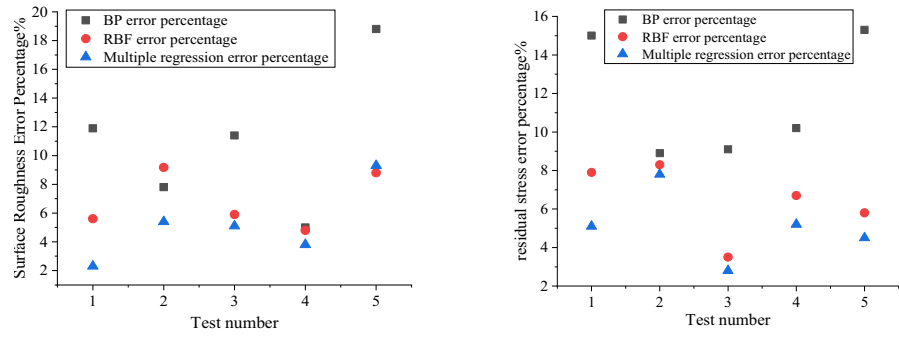 BP error percentage
RBF error percentage
Multiple regression error percentage
Surface Roughness Error Percentage%
20
18
16
14
12
10
8
6
4
2
1 2 3 4 5
Test number
BP error percentage
RBF error percentage
Multiple regression error percentage
residual stress error percentage%
16
14
12
10
8
6
4
2
1 2 3 4 5
Test number